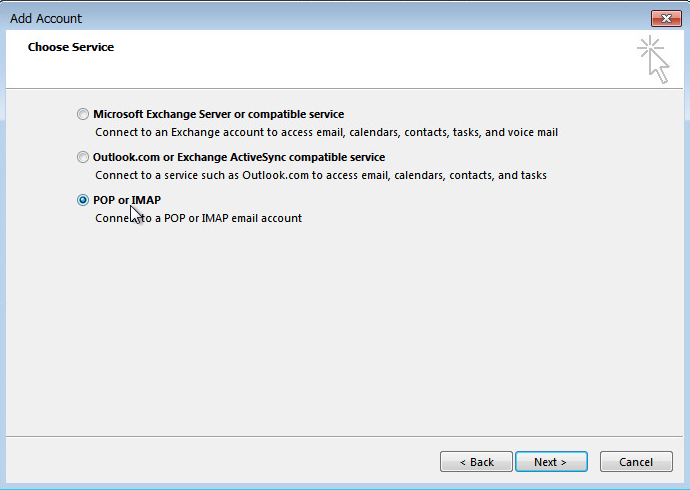 Add Account
Choose Service
Microsoft Exchange Server or compatible service
Connect to an Exchange account to access email, calendars, contacts, tasks, and voice mail
Outlook.com or Exchange ActiveSync compatible service
Connect to a service such as Outlook.com to access email, calendars, contacts, and tasks
POP or IMAP
Connect to a POP or IMAP email account
< Back
Next >
Cancel